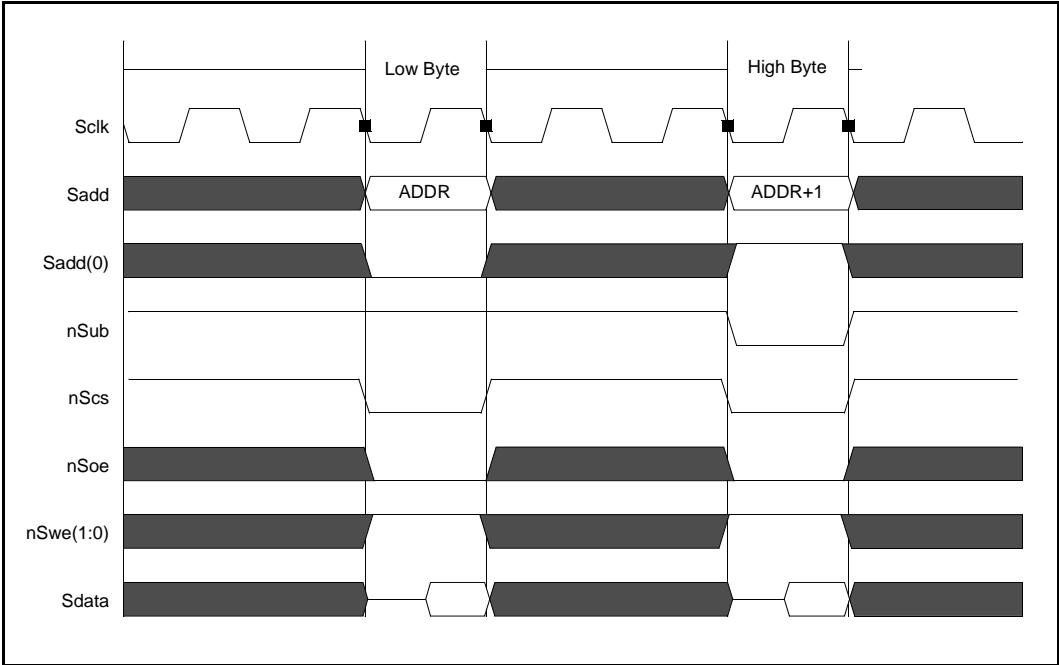 Low Byte
High Byte
Sclk
Sadd
ADDR
ADDR+1
Sadd(0)
nSub
nScs
nSoe
nSwe(1:0)
Sdata